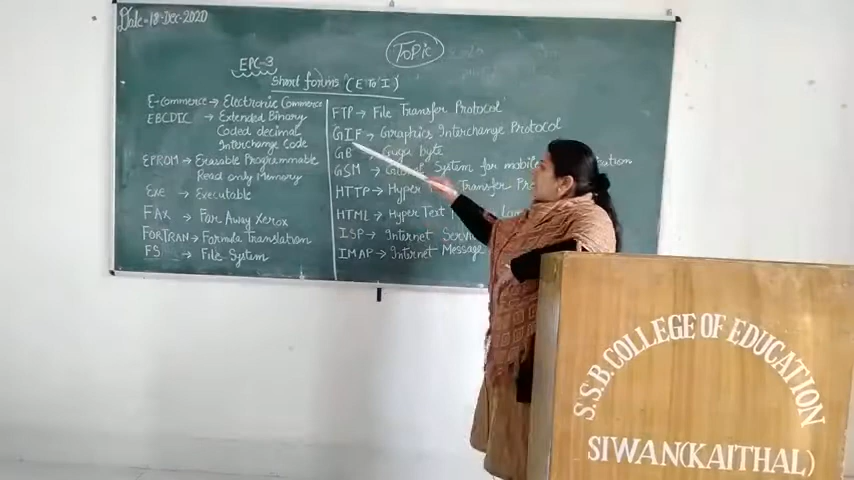 Date - 18-Dec-2020
Topic
EPC-3
Short forms (E To I)
E-Commerce → Electronic Commerce
EBCDIC → Extended Binary
Coded decimal
Interchange Code
EPROM → Erasable Programmable
Read only Memory
EXE → Executable
FAX → For Away Xerox
FORTRAN → Formula Translation
FS → File System
FTP → File Transfer Protocol
GIF → Graphics Interchange Protocol
GB → byte
GSM → System for Mobile
HTTP → Hyper Transfer
HTML → Hyper Text
ISP → Internet
IMAP → Internet Message
S.S.B. COLLEGE OF EDUCATION
SIWAN(KAITHAL)